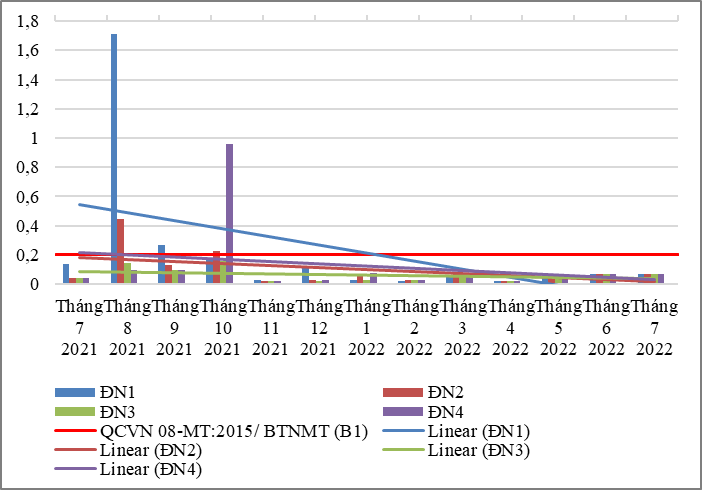 1,8
1,6
1,4
1,2
1
0,8
0,6
0,4
0,2
0
Tháng Tháng Tháng Tháng Tháng Tháng Tháng Tháng Tháng Tháng Tháng Tháng Tháng
7 8 9 10 11 12 1 2 3 4 5 6 7
2021 2021 2021 2021 2021 2021 2022 2022 2022 2022 2022 2022 2022
ĐN1 ĐN2
ĐN3 ĐN4
QCVN 08-MT:2015/ BTNMT (B1) Linear (ĐN1)
Linear (ĐN2) Linear (ĐN3)
Linear (ĐN4)